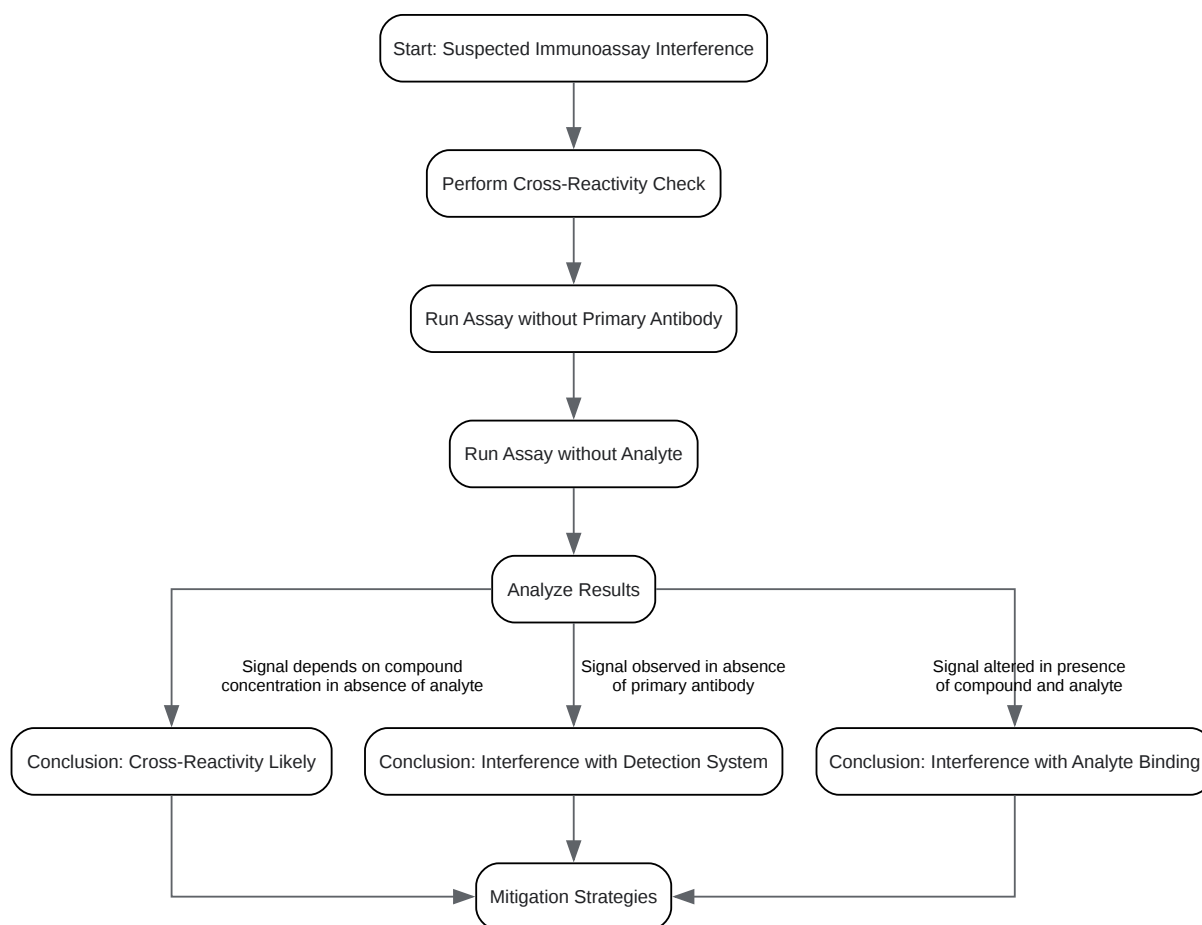 Start: Suspected Immunoassay Interference
Perform Cross-Reactivity Check
Run Assay without Primary Antibody
Run Assay without Analyte
Analyze Results
Signal depends on compound
concentration in absence of analyte
Signal observed in absence
of primary antibody
Signal altered in presence
of compound and analyte
Conclusion: Cross-Reactivity Likely
Conclusion: Interference with Detection System
Conclusion: Interference with Analyte Binding
Mitigation Strategies